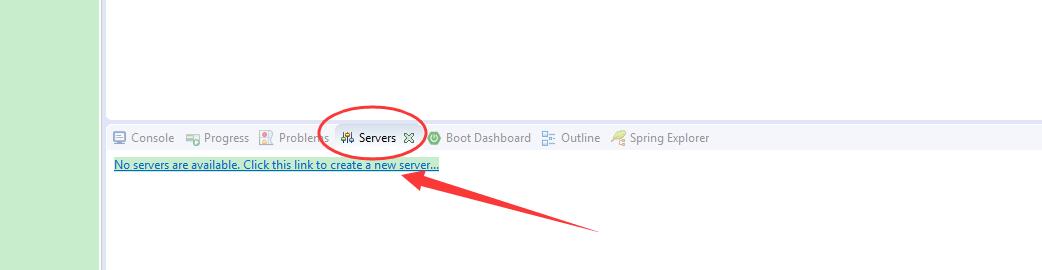 Console Progress Problems Servers Boot Dashboard Outline Spring Explorer
No servers are available. Click this link to create a new server...